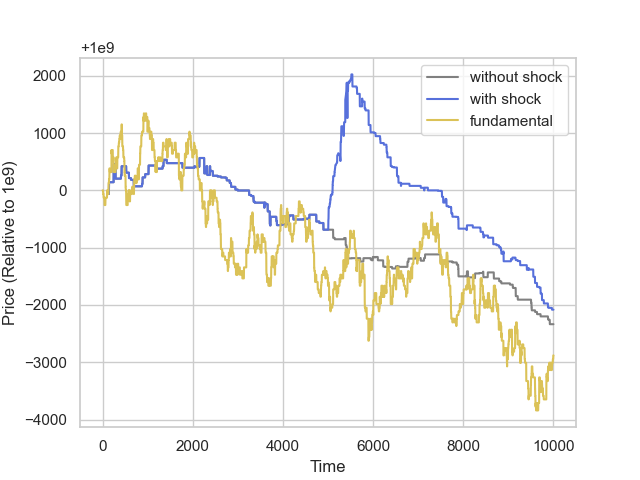 +1e9
2000
1000
0
−1000
−2000
−3000
−4000
Price (Relative to 1e9)
without shock
with shock
fundamental
0
2000
4000
6000
8000
10000
Time